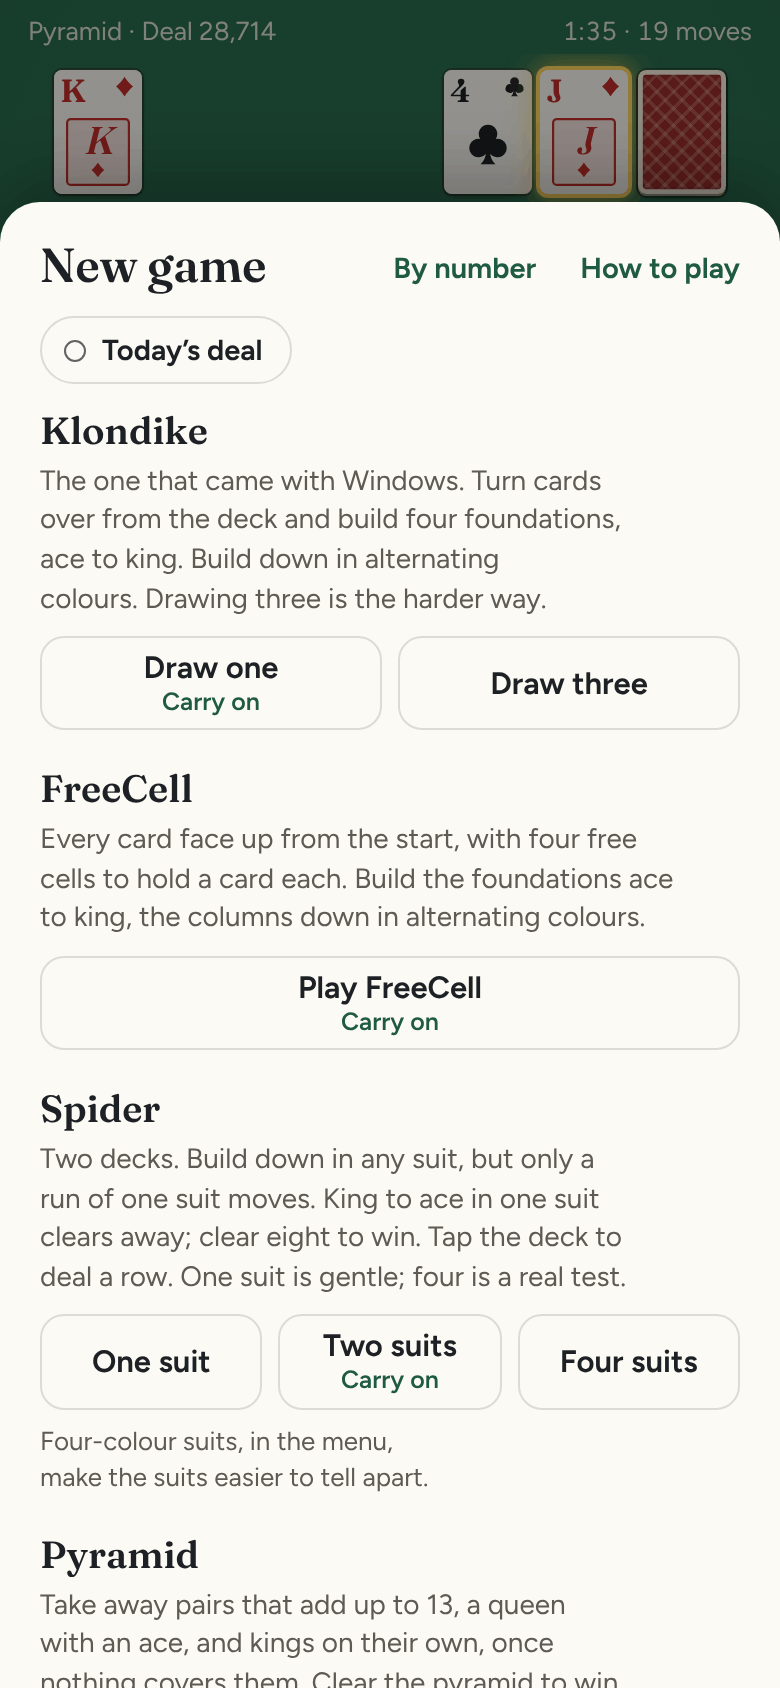 Pyramid · Deal 28,714
1:35 · 19 moves
K
K
4
J
J
New game
By number
How to play
Today's deal
Klondike
The one that came with Windows. Turn cards
over from the deck and build four foundations,
ace to king. Build down in alternating
colours. Drawing three is the harder way.
Draw one
Carry on
Draw three
FreeCell
Every card face up from the start, with four free
cells to hold a card each. Build the foundations ace
to king, the columns down in alternating colours.
Play FreeCell
Carry on
Spider
Two decks. Build down in any suit, but only a
run of one suit moves. King to ace in one suit
clears away; clear eight to win. Tap the deck to
deal a row. One suit is gentle; four is a real test.
One suit
Two suits
Carry on
Four suits
Four-colour suits, in the menu,
make the suits easier to tell apart.
Pyramid
Take away pairs that add up to 13, a queen
with an ace, and kings on their own, once
nothing covers them. Clear the pyramid to win